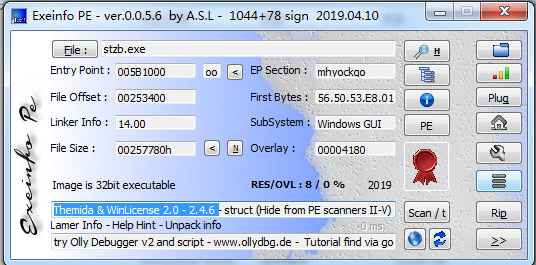 Exeinfo PE - ver.0.0.5.6 by A.S.L - 1044+78 sign 2019.04.10
File : stzb.exe
H
Entry Point : 005B1000 oo < EP Section : mhyockqo
File Offset : 00253400 First Bytes : 56.50.53.E8.01
Plug
Linker Info : 14.00 SubSystem : Windows GUI
PE
File Size : 00257780h < N Overlay : 00004180
Image is 32bit executable RES/OVL : 8 / 0 % 2019
Themida & WinLicense 2.0 - 2.4.6 - struct (Hide from PE scanners II-V)
Scan / t
Rip
Lamer Info - Help Hint - Unpack info
0 ms.
try Olly Debugger v2 and script - www.ollydbg.de - Tutorial find via go
>>
Exeinfo Pe